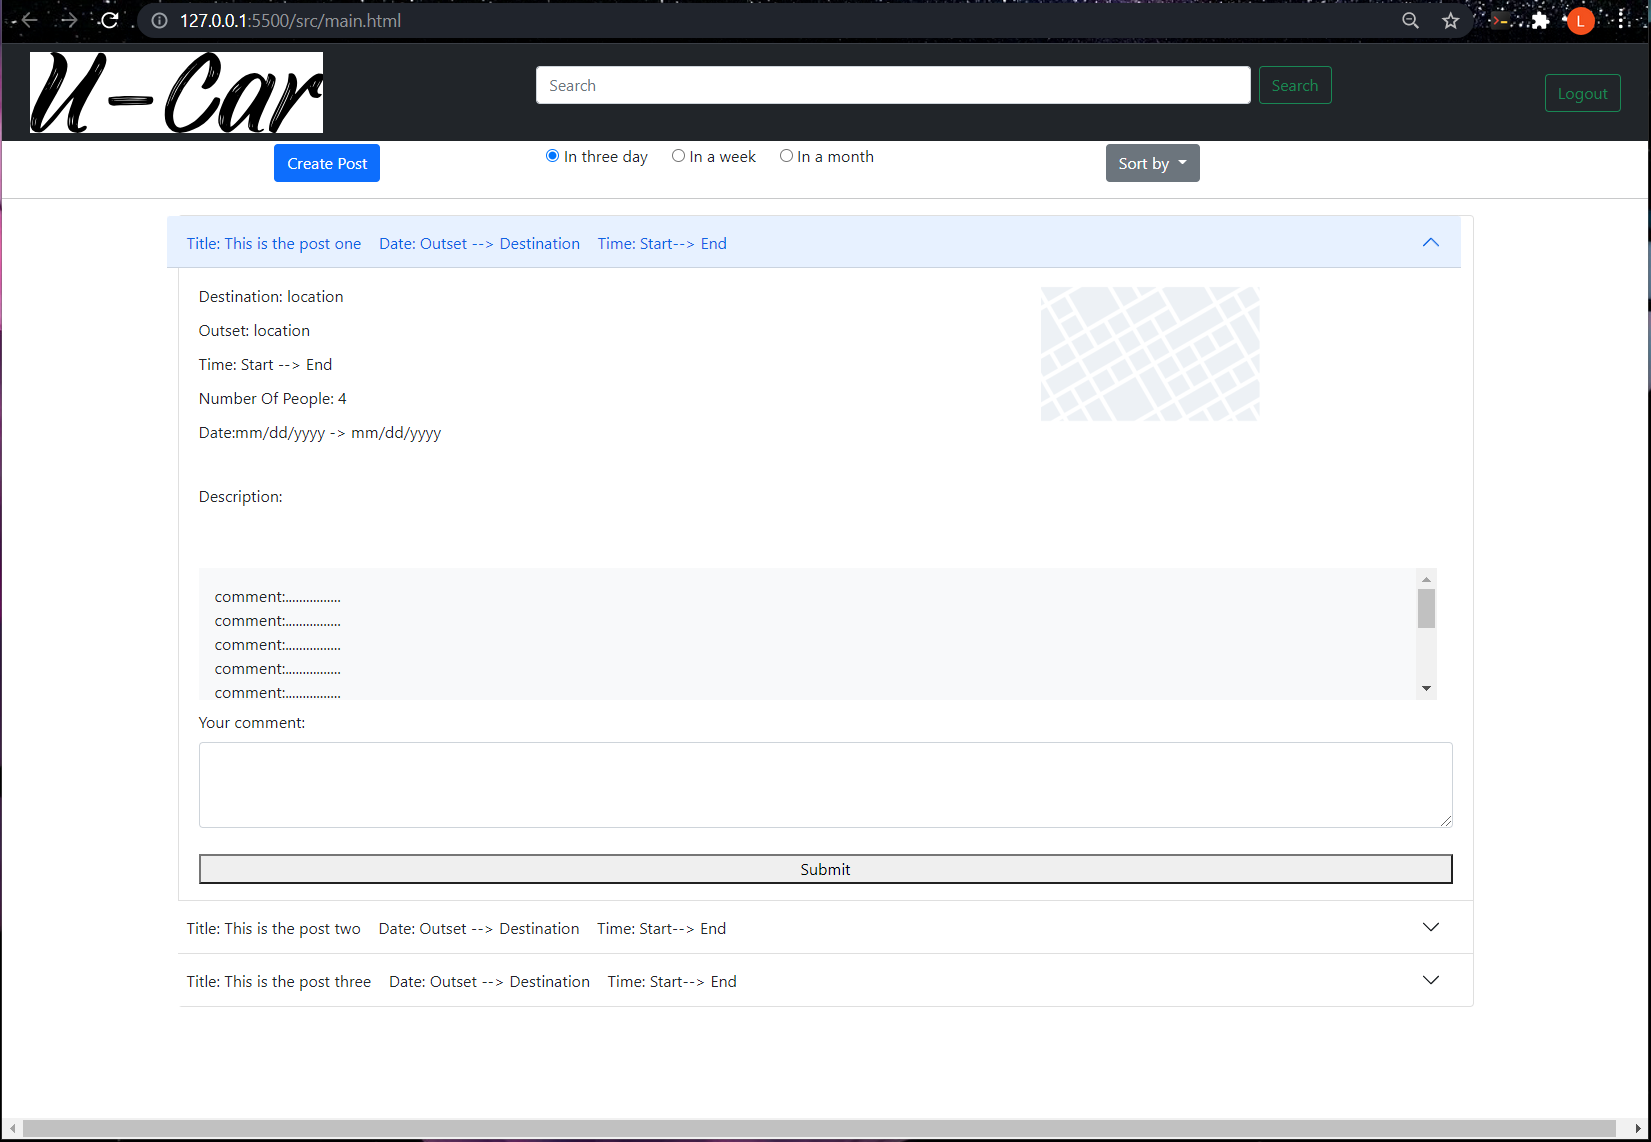 127.0.0.1:5500/src/main.html
L
U-Car
Search
Search
Logout
Create Post
In three day
In a week
In a month
Sort by
Title: This is the post one Date: Outset --> Destination Time: Start--> End
Destination: location
Outset: location
Time: Start --> End
Number Of People: 4
Date:mm/dd/yyyy -> mm/dd/yyyy
Description:
comment:................
comment:................
comment:................
comment:................
comment:................
Your comment:
Submit
Title: This is the post two Date: Outset --> Destination Time: Start--> End
Title: This is the post three Date: Outset --> Destination Time: Start--> End